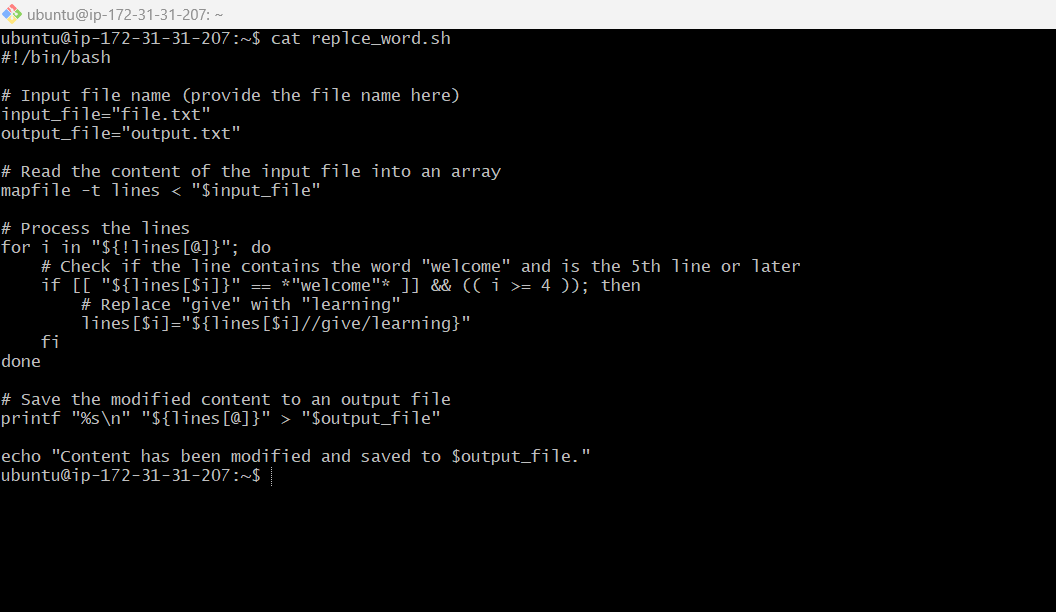 ubuntu@ip-172-31-31-207: ~
ubuntu@ip-172-31-31-207:~$ cat replce_word.sh
#!/bin/bash

# Input file name (provide the file name here)
input_file="file.txt"
output_file="output.txt"

# Read the content of the input file into an array
mapfile -t lines < "$input_file"

# Process the lines
for i in "${!lines[@]}"; do
    # Check if the line contains the word "welcome" and is the 5th line or later
    if [[ "${lines[$i]}" == *"welcome"* ]] && (( i >= 4 )); then
        # Replace "give" with "learning"
        lines[$i]="${lines[$i]//give/learning}"
    fi
done

# Save the modified content to an output file
printf "%s\n" "${lines[@]}" > "$output_file"

echo "Content has been modified and saved to $output_file."
ubuntu@ip-172-31-31-207:~$